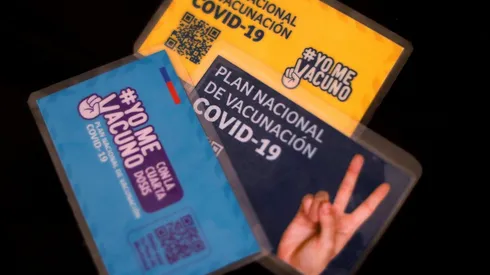 PLAN NACIONAL
DE VACUNACIÓN
COVID-19
#YO ME
VACUNO
PLAN NACIONAL
DE VACUNACIÓN
COVID-19
#YO ME
VACUNO
CON LA
CUARTA
DOSIS
PLAN NACIONAL DE VACUNACIÓN
COVID-19